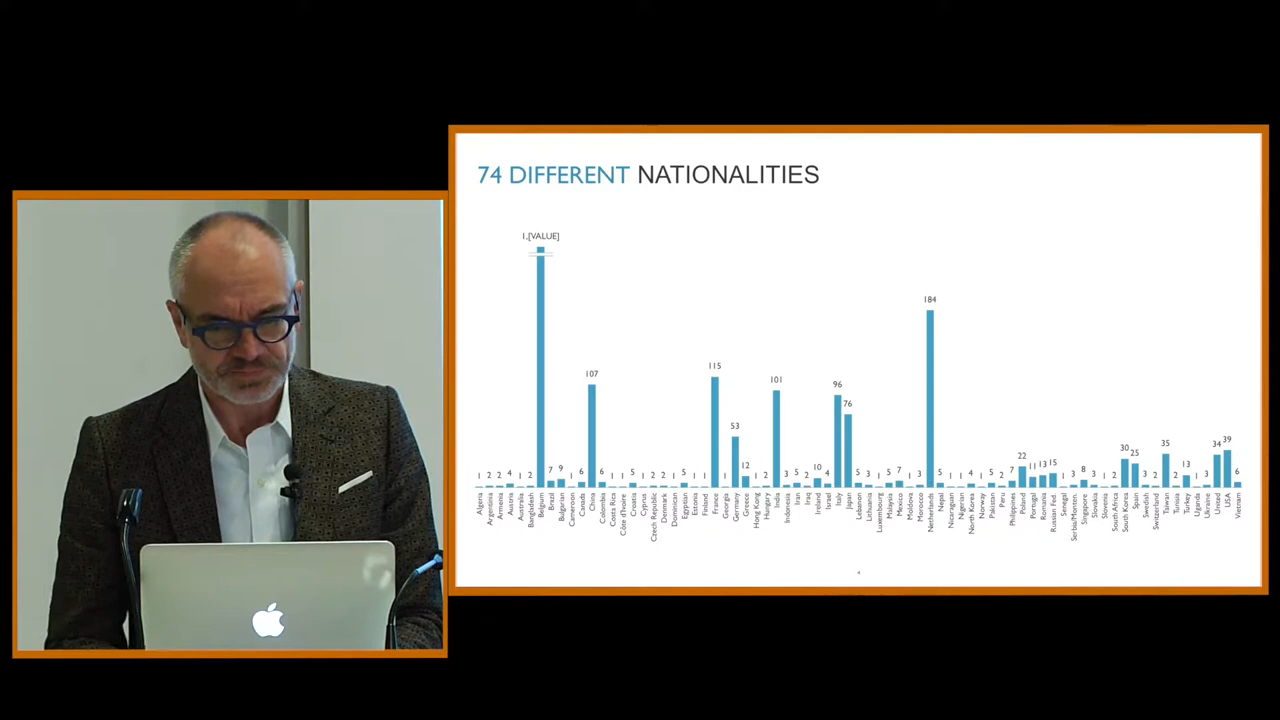 74 DIFFERENT NATIONALITIES
1,[VALUE]
184
115
107
101
96
76
53
39
35
34
30
25
22
1 2 2 4 1 2 7 9 1 6 6 1 1 5 1 2 2 1 5 1 1 1 12 1 2 3 5 2 10 4 5 3 1 5 7 1 3 5 1 1 4 1 5 2 7 11 13 15 1 3 8 3 1 2 3 2 2 13 1 3 6
Algeria
Argentina
Armenia
Austria
Australia
Bangladesh
Belgium
Brazil
Bulgarian
Cameroon
Canada
China
Colombia
Costa Rica
Côte d'Ivoire
Croatia
Cyprus
Czech Republic
Denmark
Dominican
Egyptian
Estonia
Finland
France
Georgia
Germany
Greece
Hong Kong
Hungary
India
Indonesia
Iran
Iraq
Ireland
Israel
Italy
Japan
Lebanon
Lithuania
Luxembourg
Malaysia
Mexico
Moldova
Morocco
Netherlands
Nepal
Nicaragua
Nigerian
North Korea
Norway
Pakistan
Peru
Philippines
Poland
Portugal
Romania
Russian Fed.
Senegal
Serbia/Monten.
Singapore
Slovakia
Slovenia
South Africa
South Korea
Spain
Swedish
Switzerland
Taiwan
Tunisia
Turkey
Uganda
Ukraine
United
USA
Vietnam
4